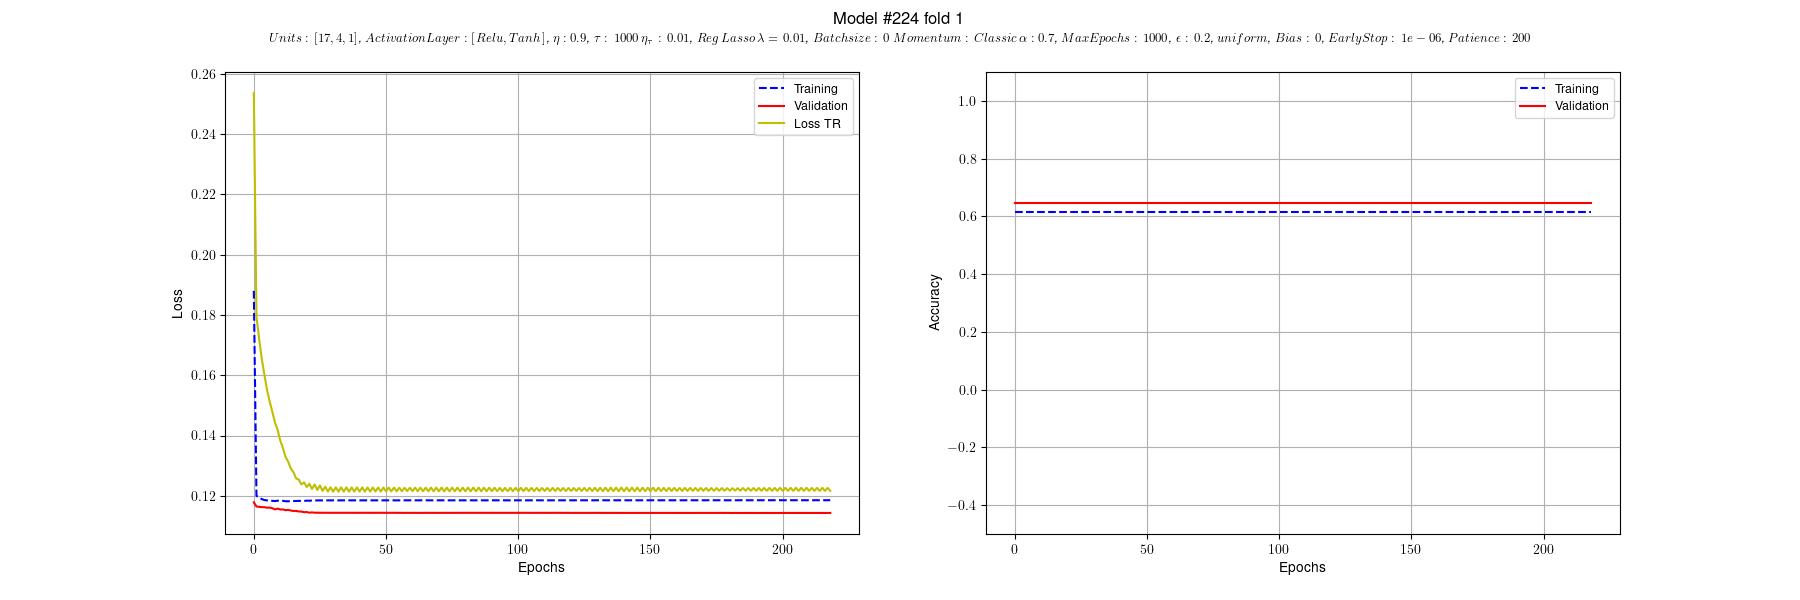 Model #224 fold 1
Units : [17, 4, 1], ActivationLayer : [Relu, Tanh], η : 0.9, τ : 1000 η_τ : 0.01, Reg Lasso λ = 0.01, Batchsize : 0 Momentum : Classic α : 0.7, MaxEpochs : 1000, ϵ : 0.2, uniform, Bias : 0, EarlyStop : 1e − 06, Patience : 200
0.26
0.24
0.22
0.20
0.18
0.16
0.14
0.12
Loss
0
50
100
150
200
Epochs
Training
Validation
Loss TR
1.0
0.8
0.6
0.4
0.2
0.0
−0.2
−0.4
Accuracy
0
50
100
150
200
Epochs
Training
Validation